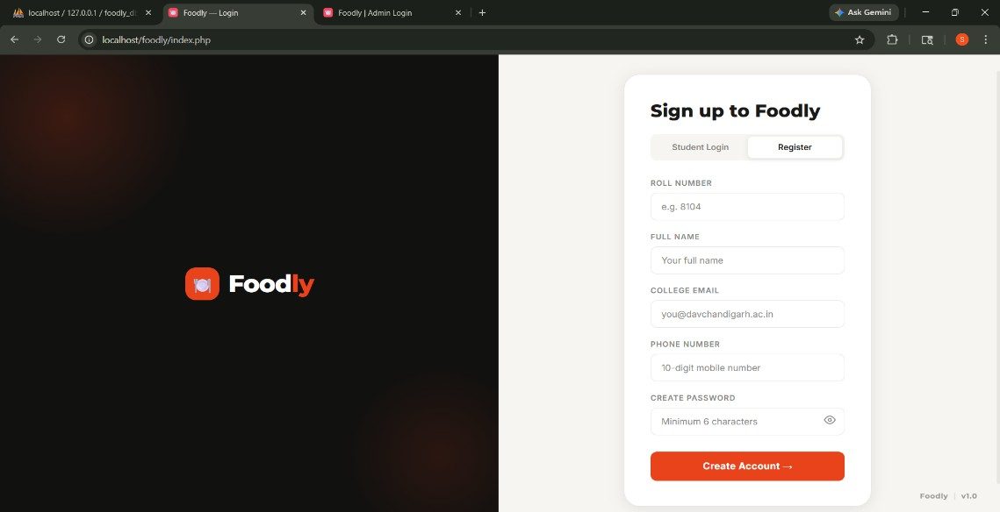 localhost / 127.0.0.1 / foodly_d
Foodly — Login
Foodly | Admin Login
Ask Gemini
localhost/foodly/index.php
S
Foodly
Sign up to Foodly
Student Login
Register
ROLL NUMBER
e.g. 8104
FULL NAME
Your full name
COLLEGE EMAIL
you@davchandigarh.ac.in
PHONE NUMBER
10-digit mobile number
CREATE PASSWORD
Minimum 6 characters
Create Account →
Foodly | v1.0